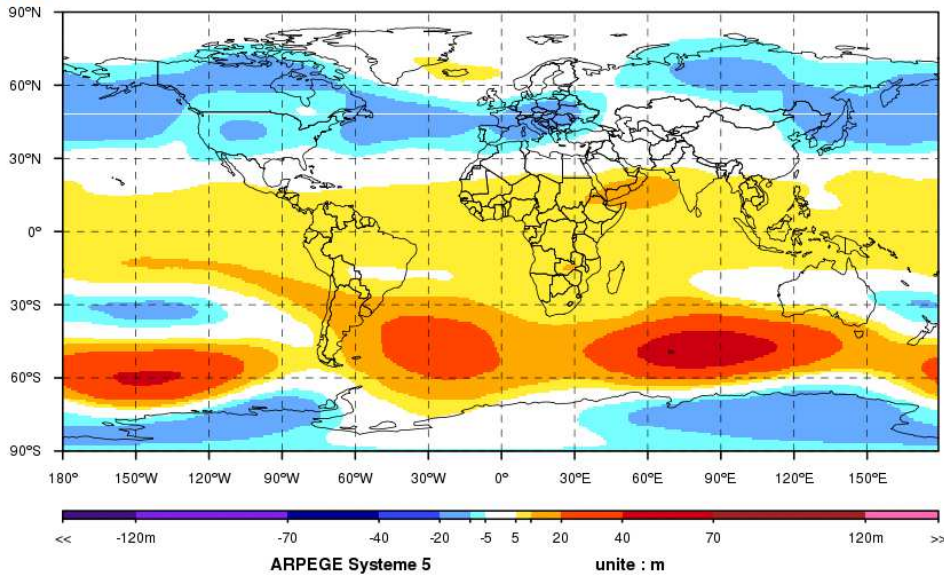 90ºN
60ºN
30ºN
0º
30ºS
60ºS
90ºS
180º 150ºW 120ºW 90ºW 60ºW 30ºW 0º 30ºE 60ºE 90ºE 120ºE 150ºE
<< -120m -70 -40 -20 -5 5 20 40 70 120m >>
ARPEGE Systeme 5 unite : m